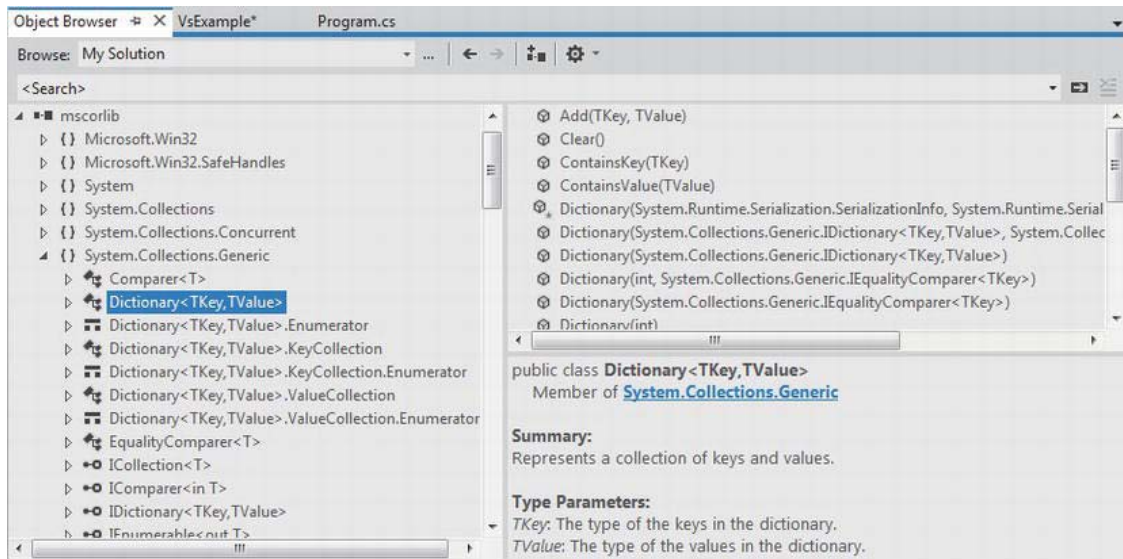 Object Browser
VsExample*
Program.cs
Browse: My Solution
...
<Search>
mscorlib
{} Microsoft.Win32
{} Microsoft.Win32.SafeHandles
{} System
{} System.Collections
{} System.Collections.Concurrent
{} System.Collections.Generic
Comparer<T>
Dictionary<TKey,TValue>
Dictionary<TKey,TValue>.Enumerator
Dictionary<TKey,TValue>.KeyCollection
Dictionary<TKey,TValue>.KeyCollection.Enumerator
Dictionary<TKey,TValue>.ValueCollection
Dictionary<TKey,TValue>.ValueCollection.Enumerator
EqualityComparer<T>
ICollection<T>
IComparer<in T>
IDictionary<TKey,TValue>
IEnumerable<out T>
Add(TKey, TValue)
Clear()
ContainsKey(TKey)
ContainsValue(TValue)
Dictionary(System.Runtime.Serialization.SerializationInfo, System.Runtime.Serial
Dictionary(System.Collections.Generic.IDictionary<TKey,TValue>, System.Collec
Dictionary(System.Collections.Generic.IDictionary<TKey,TValue>)
Dictionary(int, System.Collections.Generic.IEqualityComparer<TKey>)
Dictionary(System.Collections.Generic.IEqualityComparer<TKey>)
Dictionary(int)
public class Dictionary<TKey,TValue>
Member of System.Collections.Generic
Summary:
Represents a collection of keys and values.
Type Parameters:
TKey: The type of the keys in the dictionary.
TValue: The type of the values in the dictionary.